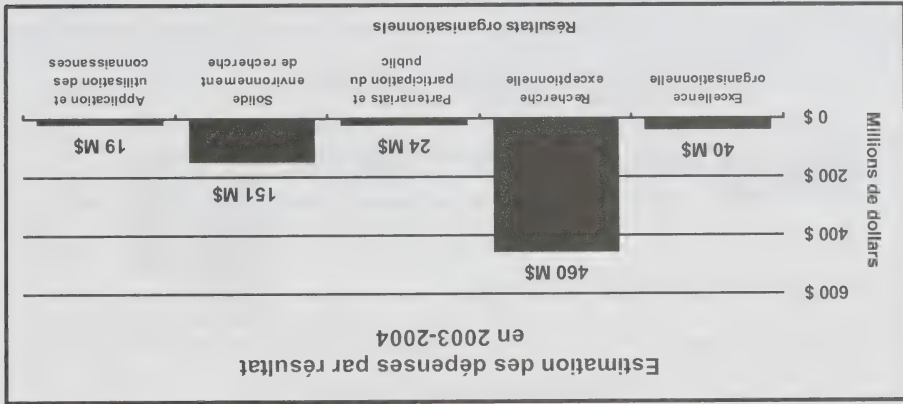 Estimation des dépenses par résultat
en 2003-2004
Millions de dollars
600 $
400 $
200 $
0 $
40 M$
460 M$
24 M$
151 M$
19 M$
Excellence
organisationnelle
Recherche
exceptionnelle
Partenariats et
participation du
public
Solide
environnement
de recherche
Application et
utilisation des
connaissances
Résultats organisationnels